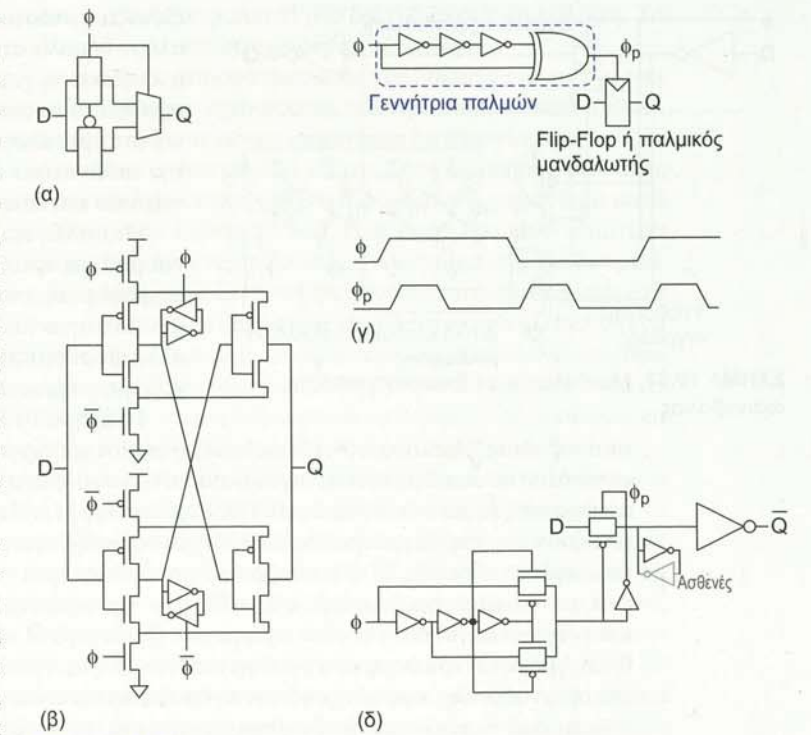 ϕ
D
Q
(α)
ϕ
ϕp
Γεννήτρια παλμών
D
Q
Flip-Flop ή παλμικός
μανδαλωτής
ϕ
ϕp
(γ)
ϕ
ϕ
ϕ̅
D
Q
ϕ̅
ϕ
ϕ̅
(β)
ϕp
D
Q̅
Ασθενές
ϕ
(δ)